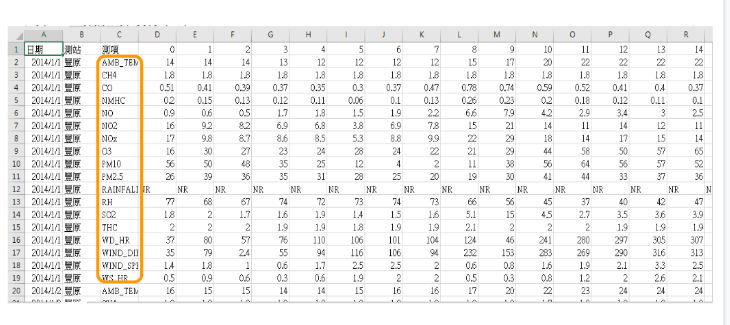 A B C D E F G H I J K L M N O P Q R
1 日期 測站 測項 0 1 2 3 4 5 6 7 8 9 10 11 12 13 14
2 2014/1/1 豐原 AMB_TEM 14 14 14 13 12 12 12 12 15 17 20 22 22 22 22
3 2014/1/1 豐原 CH4 1.8 1.8 1.8 1.8 1.8 1.8 1.8 1.8 1.8 1.8 1.8 1.8 1.8 1.8 1.8
4 2014/1/1 豐原 CO 0.51 0.41 0.39 0.37 0.35 0.3 0.37 0.47 0.78 0.74 0.59 0.52 0.41 0.4 0.37
5 2014/1/1 豐原 NMHC 0.2 0.15 0.13 0.12 0.11 0.06 0.1 0.13 0.26 0.23 0.2 0.18 0.12 0.11 0.1
6 2014/1/1 豐原 NO 0.9 0.6 0.5 1.7 1.8 1.5 1.9 2.2 6.6 7.9 4.2 2.9 3.4 3 2.5
7 2014/1/1 豐原 NO2 16 9.2 8.2 6.9 6.8 3.8 6.9 7.8 15 21 14 11 14 12 11
8 2014/1/1 豐原 NOx 17 9.8 8.7 8.6 8.5 5.3 8.8 9.9 22 29 18 14 17 15 14
9 2014/1/1 豐原 O3 16 30 27 23 24 28 24 22 21 29 44 58 50 57 65
10 2014/1/1 豐原 PM10 56 50 48 35 25 12 4 2 11 38 56 64 56 57 52
11 2014/1/1 豐原 PM2.5 26 39 36 35 31 28 25 20 19 30 41 44 33 37 36
12 2014/1/1 豐原 RAINFALL NR NR NR NR NR NR NR NR NR NR NR NR NR NR NR N
13 2014/1/1 豐原 RH 77 68 67 74 72 73 74 73 66 56 45 37 40 42 47
14 2014/1/1 豐原 SO2 1.8 2 1.7 1.6 1.9 1.4 1.5 1.6 5.1 15 4.5 2.7 3.5 3.6 3.9
15 2014/1/1 豐原 THC 2 2 2 1.9 1.9 1.8 1.9 1.9 2.1 2 2 2 1.9 1.9 1.9
16 2014/1/1 豐原 WD_HR 37 80 57 76 110 106 101 104 124 46 241 280 297 305 307
17 2014/1/1 豐原 WIND_DII 35 79 2.4 55 94 116 106 94 232 153 283 269 290 316 313
18 2014/1/1 豐原 WIND_SPI 1.4 1.8 1 0.6 1.7 2.5 2.5 2 0.6 0.8 1.6 1.9 2.1 3.3 2.5
19 2014/1/1 豐原 WS_HR 0.5 0.9 0.6 0.3 0.6 1.9 2 2 0.5 0.3 0.8 1.2 2 2.6 2.1
20 2014/1/2 豐原 AMB_TEM 16 15 15 14 14 15 16 16 17 20 22 23 24 24 24